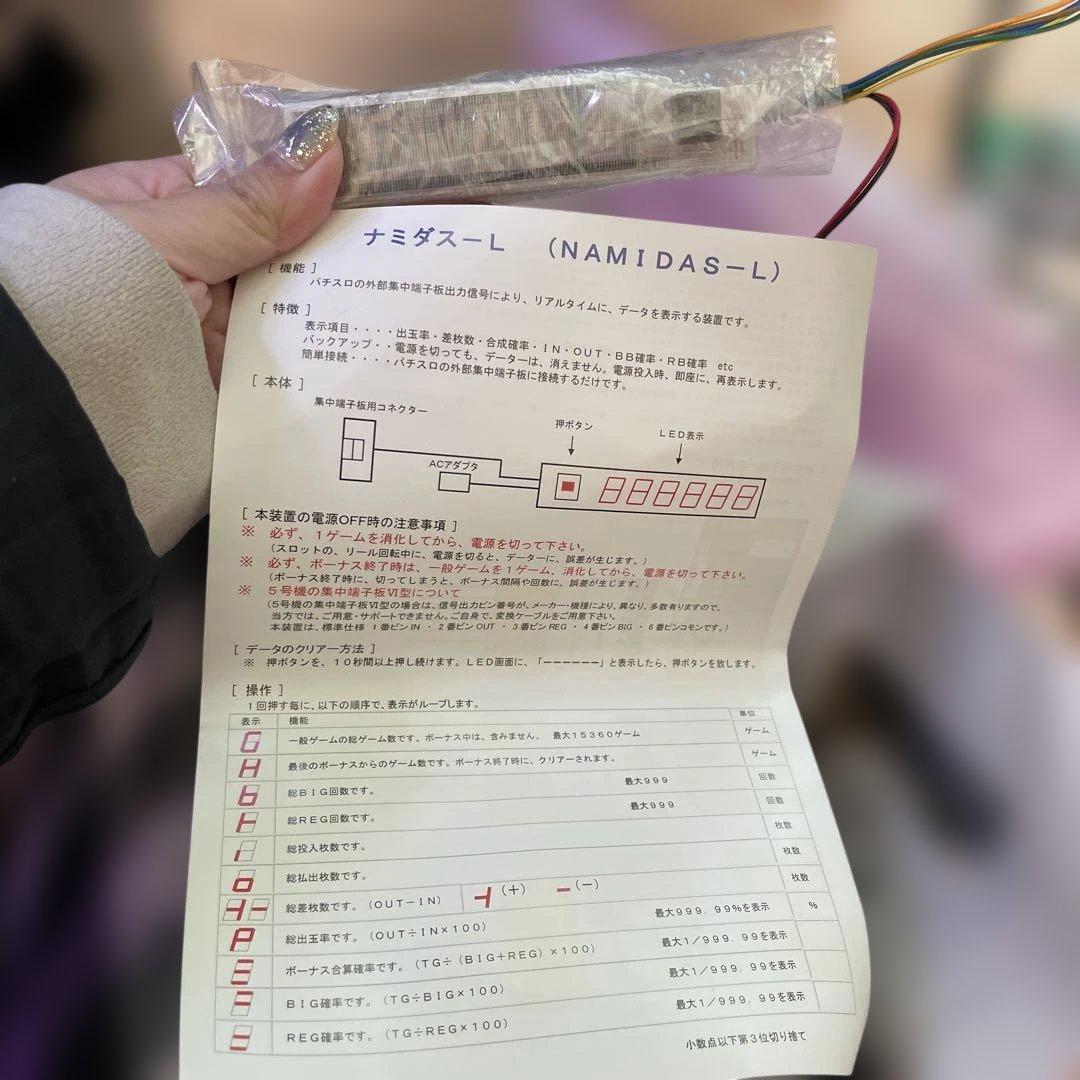 ナミダスーL （NAMIDAS－L）
[ 機能 ]
パチスロの外部集中端子板出力信号により、リアルタイムに、データを表示する装置です。
[ 特徴 ]
表示項目・・・・出玉率・差枚数・合成確率・IN・OUT・BB確率・RB確率 etc
バックアップ・・電源を切っても、データーは、消えません。電源投入時、即座に、再表示します。
簡単接続・・・・パチスロの外部集中端子板に接続するだけです。
[ 本体 ]
集中端子板用コネクター
押ボタン
LED表示
ACアダプタ
[ 本装置の電源OFF時の注意事項 ]
※ 必ず、1ゲームを消化してから、電源を切って下さい。
（スロットの、リール回転中に、電源を切ると、データーに、誤差が生じます。）
※ 必ず、ボーナス終了時は、一般ゲームを1ゲーム、消化してから、電源を切って下さい。
（ボーナス終了時に、切ってしまうと、ボーナス間隔や回数に、誤差が生じます。）
※ 5号機の集中端子板Ⅵ型について
（5号機の集中端子板Ⅵ型の場合は、信号出力ピン番号が、メーカー・機種により、異なり、多数有りますので、
当方では、ご用意・サポートできません。ご自身で、変換ケーブルをご用意下さい。
本装置は、標準仕様 1番ピンIN ・ 2番ピンOUT ・ 3番ピンREG ・ 4番ピンBIG ・ 6番ピンコモンです。）
[ データのクリアー方法 ]
※ 押ボタンを、10秒間以上押し続けます。LED画面に、「ーーーーーー」と表示したら、押ボタンを放します。
[ 操作 ]
1回押す毎に、以下の順序で、表示がループします。
表示 機能 単位
G 一般ゲームの総ゲーム数です。ボーナス中は、含みません。 最大15360ゲーム ゲーム
H 最後のボーナスからのゲーム数です。ボーナス終了時に、クリアーされます。 ゲーム
b 総BIG回数です。 最大999 回数
r 総REG回数です。 最大999 回数
i 総投入枚数です。 枚数
o 総払出枚数です。 枚数
総差枚数です。（OUT－IN） （＋） （－） 枚数
P 総出玉率です。（OUT÷IN×100） 最大999．99%を表示 %
ボーナス合算確率です。（TG÷（BIG+REG）×100） 最大1／999．99を表示
BIG確率です。（TG÷BIG×100） 最大1／999．99を表示
REG確率です。（TG÷REG×100） 最大1／999．99を表示
小数点以下第3位切り捨て